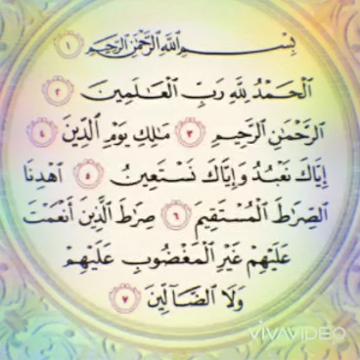 بِسْمِ ٱللَّهِ ٱلرَّحْمَٰنِ ٱلرَّحِيمِ ١
ٱلْحَمْدُ لِلَّهِ رَبِّ ٱلْعَٰلَمِينَ ٢
ٱلرَّحْمَٰنِ ٱلرَّحِيمِ ٣ مَٰلِكِ يَوْمِ ٱلدِّينِ ٤
إِيَّاكَ نَعْبُدُ وَإِيَّاكَ نَسْتَعِينُ ٥ ٱهْدِنَا
ٱلصِّرَٰطَ ٱلْمُسْتَقِيمَ ٦ صِرَٰطَ ٱلَّذِينَ أَنْعَمْتَ
عَلَيْهِمْ غَيْرِ ٱلْمَغْضُوبِ عَلَيْهِمْ
وَلَا ٱلضَّآلِّينَ ٧
VIVAVIDEO